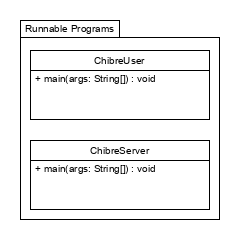 Runnable Programs
ChibreUser
+ main(args: String[]) : void
ChibreServer
+ main(args: String[]) : void